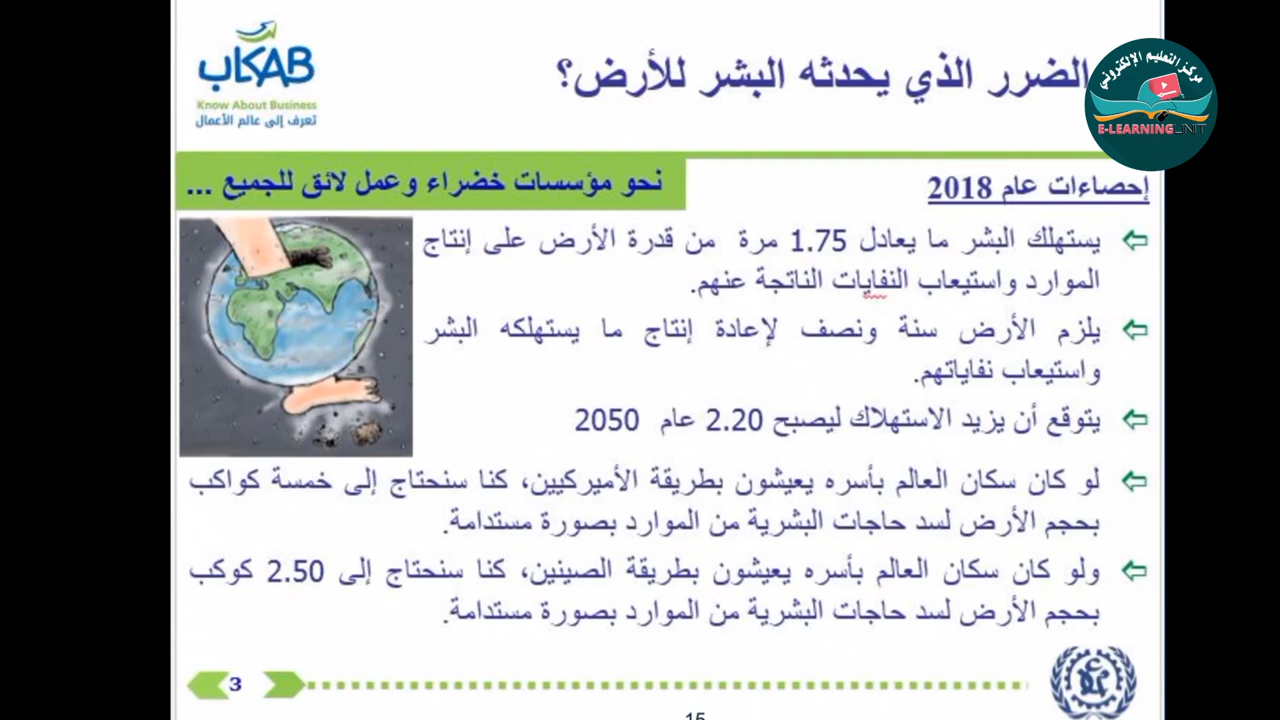 الضرر الذي يحدثه البشر للأرض؟
كاب KAB
Know About Business
تعرف إلى عالم الأعمال
مركز التعليم الإلكتروني
E-LEARNING UNIT
نحو مؤسسات خضراء وعمل لائق للجميع ...
إحصاءات عام 2018
يستهلك البشر ما يعادل 1.75 مرة من قدرة الأرض على إنتاج
الموارد واستيعاب النفايات الناتجة عنهم.
يلزم الأرض سنة ونصف لإعادة إنتاج ما يستهلكه البشر
واستيعاب نفاياتهم.
يتوقع أن يزيد الاستهلاك ليصبح 2.20 عام 2050
لو كان سكان العالم بأسره يعيشون بطريقة الأميركيين، كنا سنحتاج إلى خمسة كواكب
بحجم الأرض لسد حاجات البشرية من الموارد بصورة مستدامة.
ولو كان سكان العالم بأسره يعيشون بطريقة الصينين، كنا سنحتاج إلى 2.50 كوكب
بحجم الأرض لسد حاجات البشرية من الموارد بصورة مستدامة.
3
15